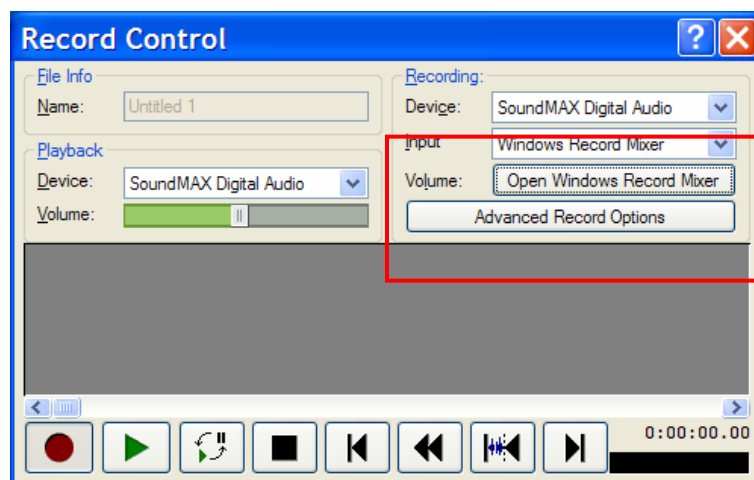 Record Control
File Info
Name: Untitled 1
Playback
Device: SoundMAX Digital Audio
Volume:
Recording:
Device: SoundMAX Digital Audio
Input Windows Record Mixer
Volume: Open Windows Record Mixer
Advanced Record Options
0:00:00.00